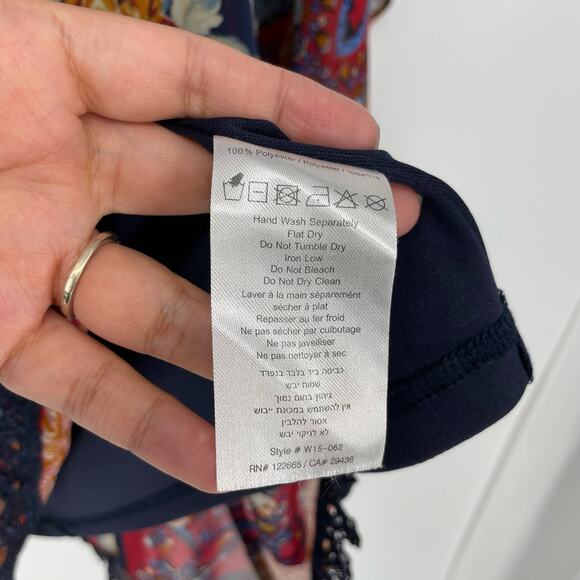 100% Polyester / Polyester /
Hand Wash Separately
Flat Dry
Do Not Tumble Dry
Iron Low
Do Not Bleach
Do Not Dry Clean
Laver à la main séparément
sécher à plat
Repasser au fer froid
Ne pas sécher par culbutage
Ne pas javelliser
Ne pas nettoyer à sec
כביסה ביד בלבד בנפרד
שטוח יבש
גיהוץ בחום נמוך
אין להשתמש במכונת ייבוש
אסור להלבין
לא לניקוי יבש
Style # W15-062
RN# 122665 / CA# 29438